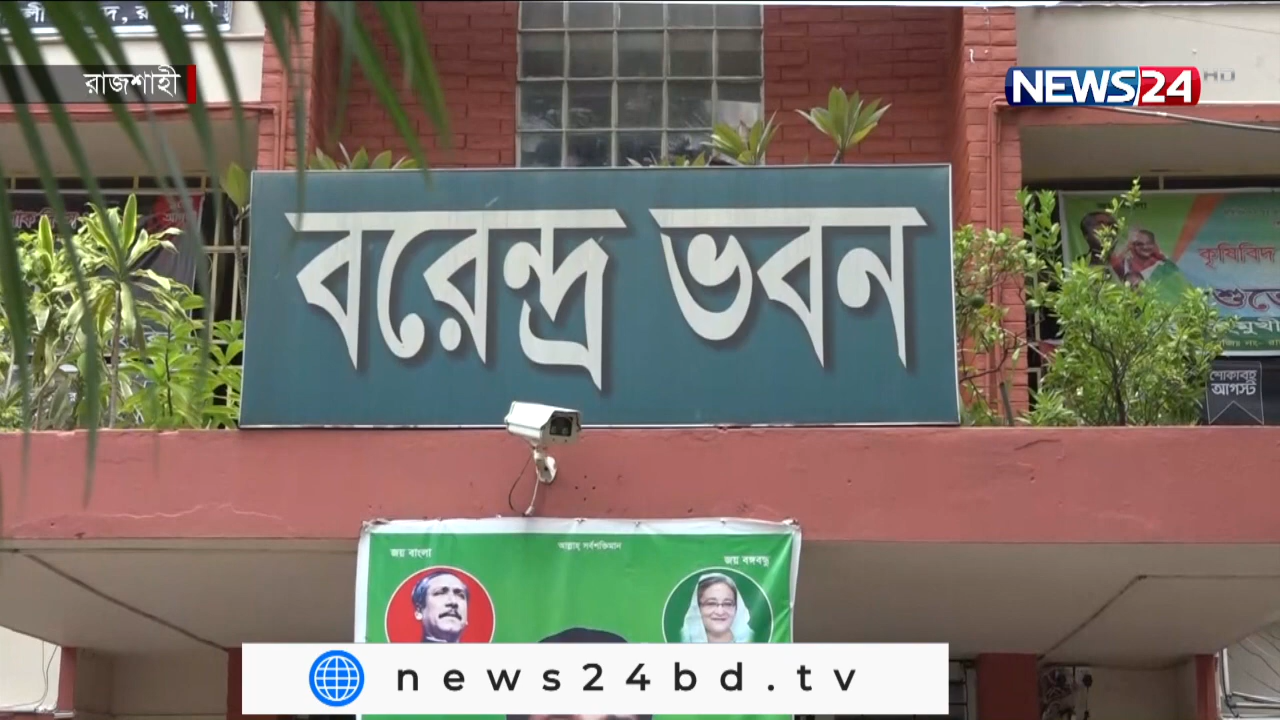 রাজশাহী
NEWS24 HD
বরেন্দ্র ভবন
কৃষিবিদ
শোকাবহ
আগস্ট
আল্লাহ্ সর্বশক্তিমান
জয় বাংলা
জয় বঙ্গবন্ধু
news24bd.tv